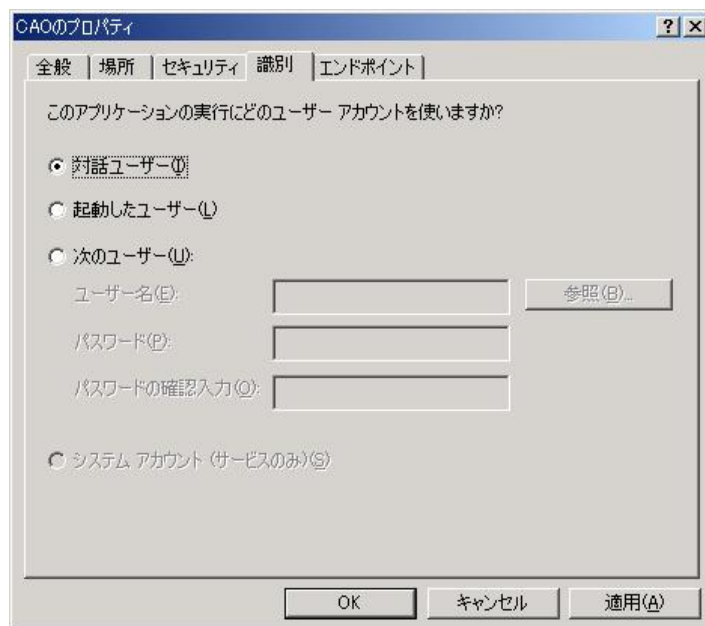 CAOのプロパティ
全般 場所 セキュリティ 識別 エンドポイント
このアプリケーションの実行にどのユーザー アカウントを使いますか?
対話ユーザー(I)
起動したユーザー(L)
次のユーザー(U):
ユーザー名(E): 参照(B)...
パスワード(P):
パスワードの確認入力(O):
システム アカウント (サービスのみ)(S)
OK キャンセル 適用(A)